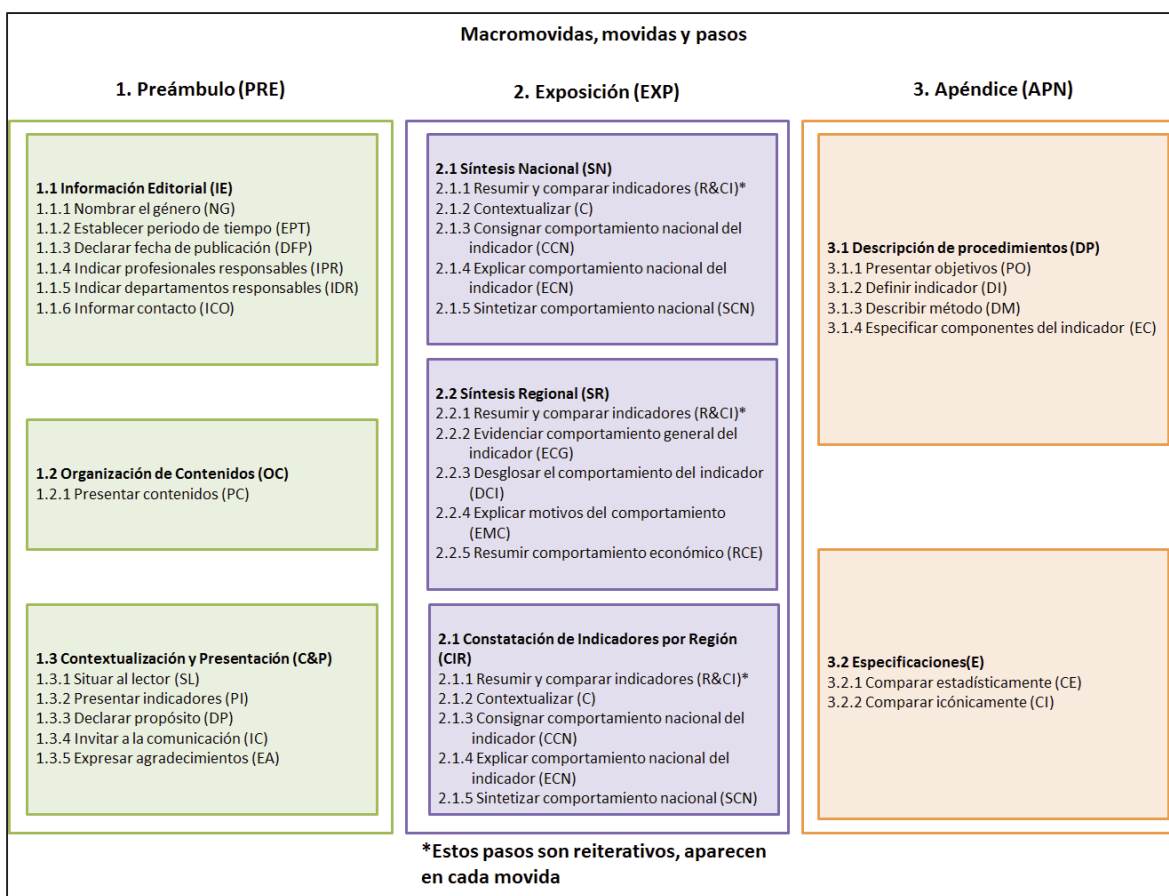 Macromovidas, movidas y pasos
1. Preámbulo (PRE)
1.1 Información Editorial (IE)
1.1.1 Nombrar el género (NG)
1.1.2 Establecer periodo de tiempo (EPT)
1.1.3 Declarar fecha de publicación (DFP)
1.1.4 Indicar profesionales responsables (IPR)
1.1.5 Indicar departamentos responsables (IDR)
1.1.6 Informar contacto (ICO)
1.2 Organización de Contenidos (OC)
1.2.1 Presentar contenidos (PC)
1.3 Contextualización y Presentación (C&P)
1.3.1 Situar al lector (SL)
1.3.2 Presentar indicadores (PI)
1.3.3 Declarar propósito (DP)
1.3.4 Invitar a la comunicación (IC)
1.3.5 Expresar agradecimientos (EA)
2. Exposición (EXP)
2.1 Síntesis Nacional (SN)
2.1.1 Resumir y comparar indicadores (R&CI)*
2.1.2 Contextualizar (C)
2.1.3 Consignar comportamiento nacional del
indicador (CCN)
2.1.4 Explicar comportamiento nacional del
indicador (ECN)
2.1.5 Sintetizar comportamiento nacional (SCN)
2.2 Síntesis Regional (SR)
2.2.1 Resumir y comparar indicadores (R&CI)*
2.2.2 Evidenciar comportamiento general del
indicador (ECG)
2.2.3 Desglosar el comportamiento del indicador
(DCI)
2.2.4 Explicar motivos del comportamiento
(EMC)
2.2.5 Resumir comportamiento económico (RCE)
2.1 Constatación de Indicadores por Región
(CIR)
2.1.1 Resumir y comparar indicadores (R&CI)*
2.1.2 Contextualizar (C)
2.1.3 Consignar comportamiento nacional del
indicador (CCN)
2.1.4 Explicar comportamiento nacional del
indicador (ECN)
2.1.5 Sintetizar comportamiento nacional (SCN)
*Estos pasos son reiterativos, aparecen
en cada movida
3. Apéndice (APN)
3.1 Descripción de procedimientos (DP)
3.1.1 Presentar objetivos (PO)
3.1.2 Definir indicador (DI)
3.1.3 Describir método (DM)
3.1.4 Especificar componentes del indicador (EC)
3.2 Especificaciones(E)
3.2.1 Comparar estadísticamente (CE)
3.2.2 Comparar icónicamente (CI)